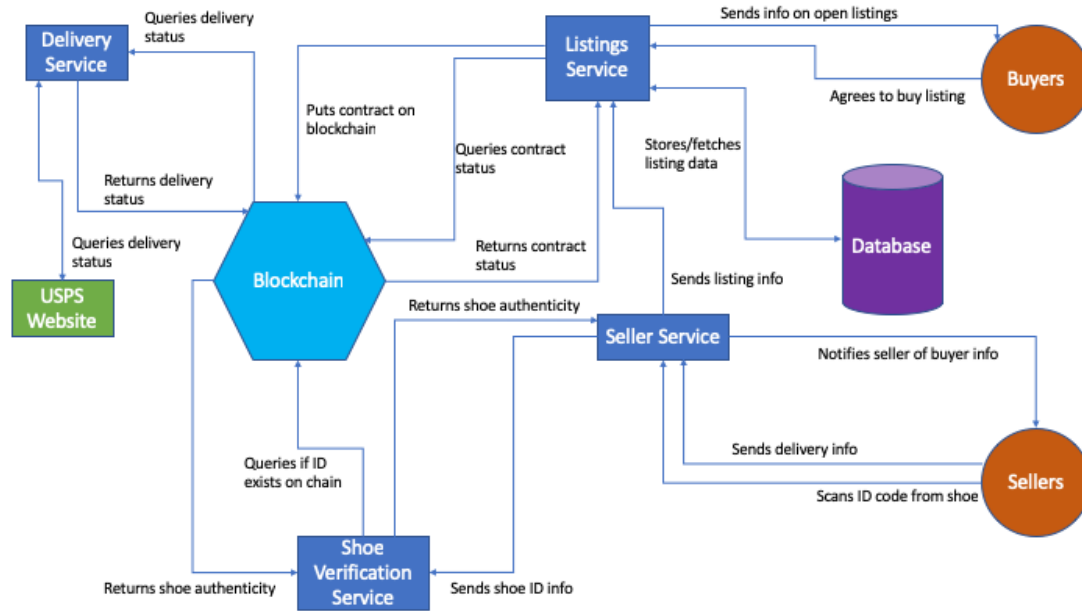 Queries delivery
status
Sends info on open listings
Delivery
Service
Listings
Service
Buyers
Agrees to buy listing
Puts contract on
blockchain
Queries contract
status
Stores/fetches
listing data
Returns delivery
status
Queries delivery
status
Database
Returns contract
status
Blockchain
Sends listing info
USPS
Website
Returns shoe authenticity
Seller Service
Notifies seller of buyer info
Sends delivery info
Queries if ID
exists on chain
Sellers
Scans ID code from shoe
Shoe
Verification
Service
Returns shoe authenticity
Sends shoe ID info